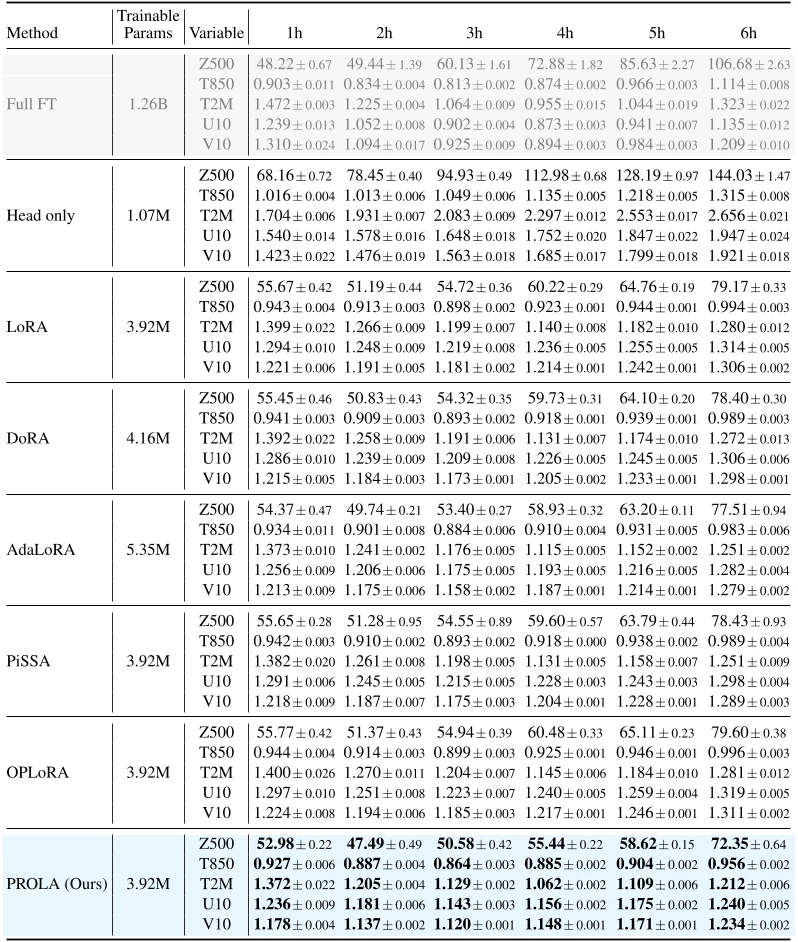 Method Trainable Params Variable 1h 2h 3h 4h 5h 6h
Z500 48.22 ± 0.67 49.44 ± 1.39 60.13 ± 1.61 72.88 ± 1.82 85.63 ± 2.27 106.68 ± 2.63
T850 0.903 ± 0.011 0.834 ± 0.004 0.813 ± 0.002 0.874 ± 0.002 0.966 ± 0.003 1.114 ± 0.008
Full FT 1.26B T2M 1.472 ± 0.003 1.225 ± 0.004 1.064 ± 0.009 0.955 ± 0.015 1.044 ± 0.019 1.323 ± 0.022
U10 1.239 ± 0.013 1.052 ± 0.008 0.902 ± 0.004 0.873 ± 0.003 0.941 ± 0.007 1.135 ± 0.012
V10 1.310 ± 0.024 1.094 ± 0.017 0.925 ± 0.009 0.894 ± 0.003 0.984 ± 0.003 1.209 ± 0.010
Z500 68.16 ± 0.72 78.45 ± 0.40 94.93 ± 0.49 112.98 ± 0.68 128.19 ± 0.97 144.03 ± 1.47
T850 1.016 ± 0.004 1.013 ± 0.006 1.049 ± 0.006 1.135 ± 0.005 1.218 ± 0.005 1.315 ± 0.008
Head only 1.07M T2M 1.704 ± 0.006 1.931 ± 0.007 2.083 ± 0.009 2.297 ± 0.012 2.553 ± 0.017 2.656 ± 0.021
U10 1.540 ± 0.014 1.578 ± 0.016 1.648 ± 0.018 1.752 ± 0.020 1.847 ± 0.022 1.947 ± 0.024
V10 1.423 ± 0.022 1.476 ± 0.019 1.563 ± 0.018 1.685 ± 0.017 1.799 ± 0.018 1.921 ± 0.018
Z500 55.67 ± 0.42 51.19 ± 0.44 54.72 ± 0.36 60.22 ± 0.29 64.76 ± 0.19 79.17 ± 0.33
T850 0.943 ± 0.004 0.913 ± 0.003 0.898 ± 0.002 0.923 ± 0.001 0.944 ± 0.001 0.994 ± 0.003
LoRA 3.92M T2M 1.399 ± 0.022 1.266 ± 0.009 1.199 ± 0.007 1.140 ± 0.008 1.182 ± 0.010 1.280 ± 0.012
U10 1.294 ± 0.010 1.248 ± 0.009 1.219 ± 0.008 1.236 ± 0.005 1.255 ± 0.005 1.314 ± 0.005
V10 1.221 ± 0.006 1.191 ± 0.005 1.181 ± 0.002 1.214 ± 0.001 1.242 ± 0.001 1.306 ± 0.002
Z500 55.45 ± 0.46 50.83 ± 0.43 54.32 ± 0.35 59.73 ± 0.31 64.10 ± 0.20 78.40 ± 0.30
T850 0.941 ± 0.003 0.909 ± 0.003 0.893 ± 0.002 0.918 ± 0.001 0.939 ± 0.001 0.989 ± 0.003
DoRA 4.16M T2M 1.392 ± 0.022 1.258 ± 0.009 1.191 ± 0.006 1.131 ± 0.007 1.174 ± 0.010 1.272 ± 0.013
U10 1.286 ± 0.010 1.239 ± 0.009 1.209 ± 0.008 1.226 ± 0.005 1.245 ± 0.005 1.306 ± 0.006
V10 1.215 ± 0.005 1.184 ± 0.003 1.173 ± 0.001 1.205 ± 0.002 1.233 ± 0.001 1.298 ± 0.001
Z500 54.37 ± 0.47 49.74 ± 0.21 53.40 ± 0.27 58.93 ± 0.32 63.20 ± 0.11 77.51 ± 0.94
T850 0.934 ± 0.011 0.901 ± 0.008 0.884 ± 0.006 0.910 ± 0.004 0.931 ± 0.005 0.983 ± 0.006
AdaLoRA 5.35M T2M 1.373 ± 0.010 1.241 ± 0.002 1.176 ± 0.005 1.115 ± 0.005 1.152 ± 0.002 1.251 ± 0.002
U10 1.256 ± 0.009 1.206 ± 0.006 1.175 ± 0.005 1.193 ± 0.005 1.216 ± 0.005 1.282 ± 0.004
V10 1.213 ± 0.009 1.175 ± 0.006 1.158 ± 0.002 1.187 ± 0.001 1.214 ± 0.001 1.279 ± 0.002
Z500 55.65 ± 0.28 51.28 ± 0.95 54.55 ± 0.89 59.60 ± 0.57 63.79 ± 0.44 78.43 ± 0.93
T850 0.942 ± 0.003 0.910 ± 0.002 0.893 ± 0.002 0.918 ± 0.000 0.938 ± 0.002 0.989 ± 0.004
PiSSA 3.92M T2M 1.382 ± 0.020 1.261 ± 0.008 1.198 ± 0.005 1.131 ± 0.005 1.158 ± 0.007 1.251 ± 0.009
U10 1.291 ± 0.006 1.245 ± 0.005 1.215 ± 0.005 1.228 ± 0.003 1.243 ± 0.003 1.298 ± 0.004
V10 1.218 ± 0.009 1.187 ± 0.007 1.175 ± 0.003 1.204 ± 0.001 1.228 ± 0.001 1.289 ± 0.003
Z500 55.77 ± 0.42 51.37 ± 0.43 54.94 ± 0.39 60.48 ± 0.33 65.11 ± 0.23 79.60 ± 0.38
T850 0.944 ± 0.004 0.914 ± 0.003 0.899 ± 0.003 0.925 ± 0.001 0.946 ± 0.001 0.996 ± 0.003
OPLoRA 3.92M T2M 1.400 ± 0.026 1.270 ± 0.011 1.204 ± 0.007 1.145 ± 0.006 1.184 ± 0.010 1.281 ± 0.012
U10 1.297 ± 0.010 1.251 ± 0.008 1.223 ± 0.007 1.240 ± 0.005 1.259 ± 0.004 1.319 ± 0.005
V10 1.224 ± 0.008 1.194 ± 0.006 1.185 ± 0.003 1.217 ± 0.001 1.246 ± 0.001 1.311 ± 0.002
Z500 52.98 ± 0.22 47.49 ± 0.49 50.58 ± 0.42 55.44 ± 0.22 58.62 ± 0.15 72.35 ± 0.64
T850 0.927 ± 0.006 0.887 ± 0.004 0.864 ± 0.003 0.885 ± 0.002 0.904 ± 0.002 0.956 ± 0.002
PROLA (Ours) 3.92M T2M 1.372 ± 0.022 1.205 ± 0.004 1.129 ± 0.002 1.062 ± 0.002 1.109 ± 0.006 1.212 ± 0.006
U10 1.236 ± 0.009 1.181 ± 0.006 1.143 ± 0.003 1.156 ± 0.002 1.175 ± 0.002 1.240 ± 0.005
V10 1.178 ± 0.004 1.137 ± 0.002 1.120 ± 0.001 1.148 ± 0.001 1.171 ± 0.001 1.234 ± 0.002